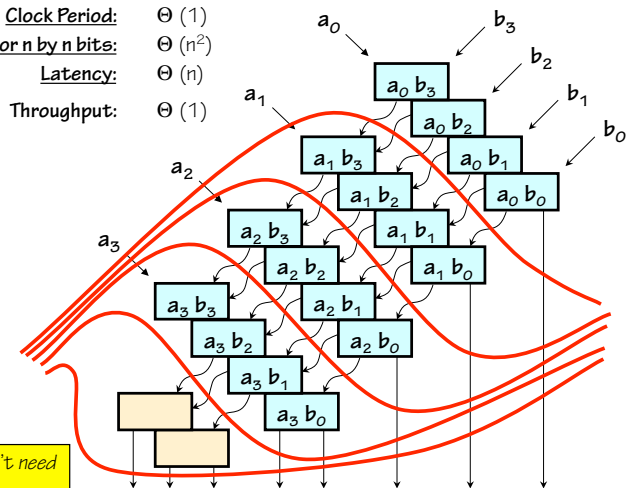 Clock Period: Θ (1)
or n by n bits: Θ (n²)
Latency: Θ (n)
Throughput: Θ (1)
a₀ b₃
b₂
a₁ b₁
b₀
a₂
a₃
a₀ b₃
a₀ b₂
a₁ b₃ a₀ b₁
a₁ b₂ a₀ b₀
a₂ b₃ a₁ b₁
a₂ b₂ a₁ b₀
a₃ b₃ a₂ b₁
a₃ b₂ a₂ b₀
a₃ b₁
a₃ b₀
't need